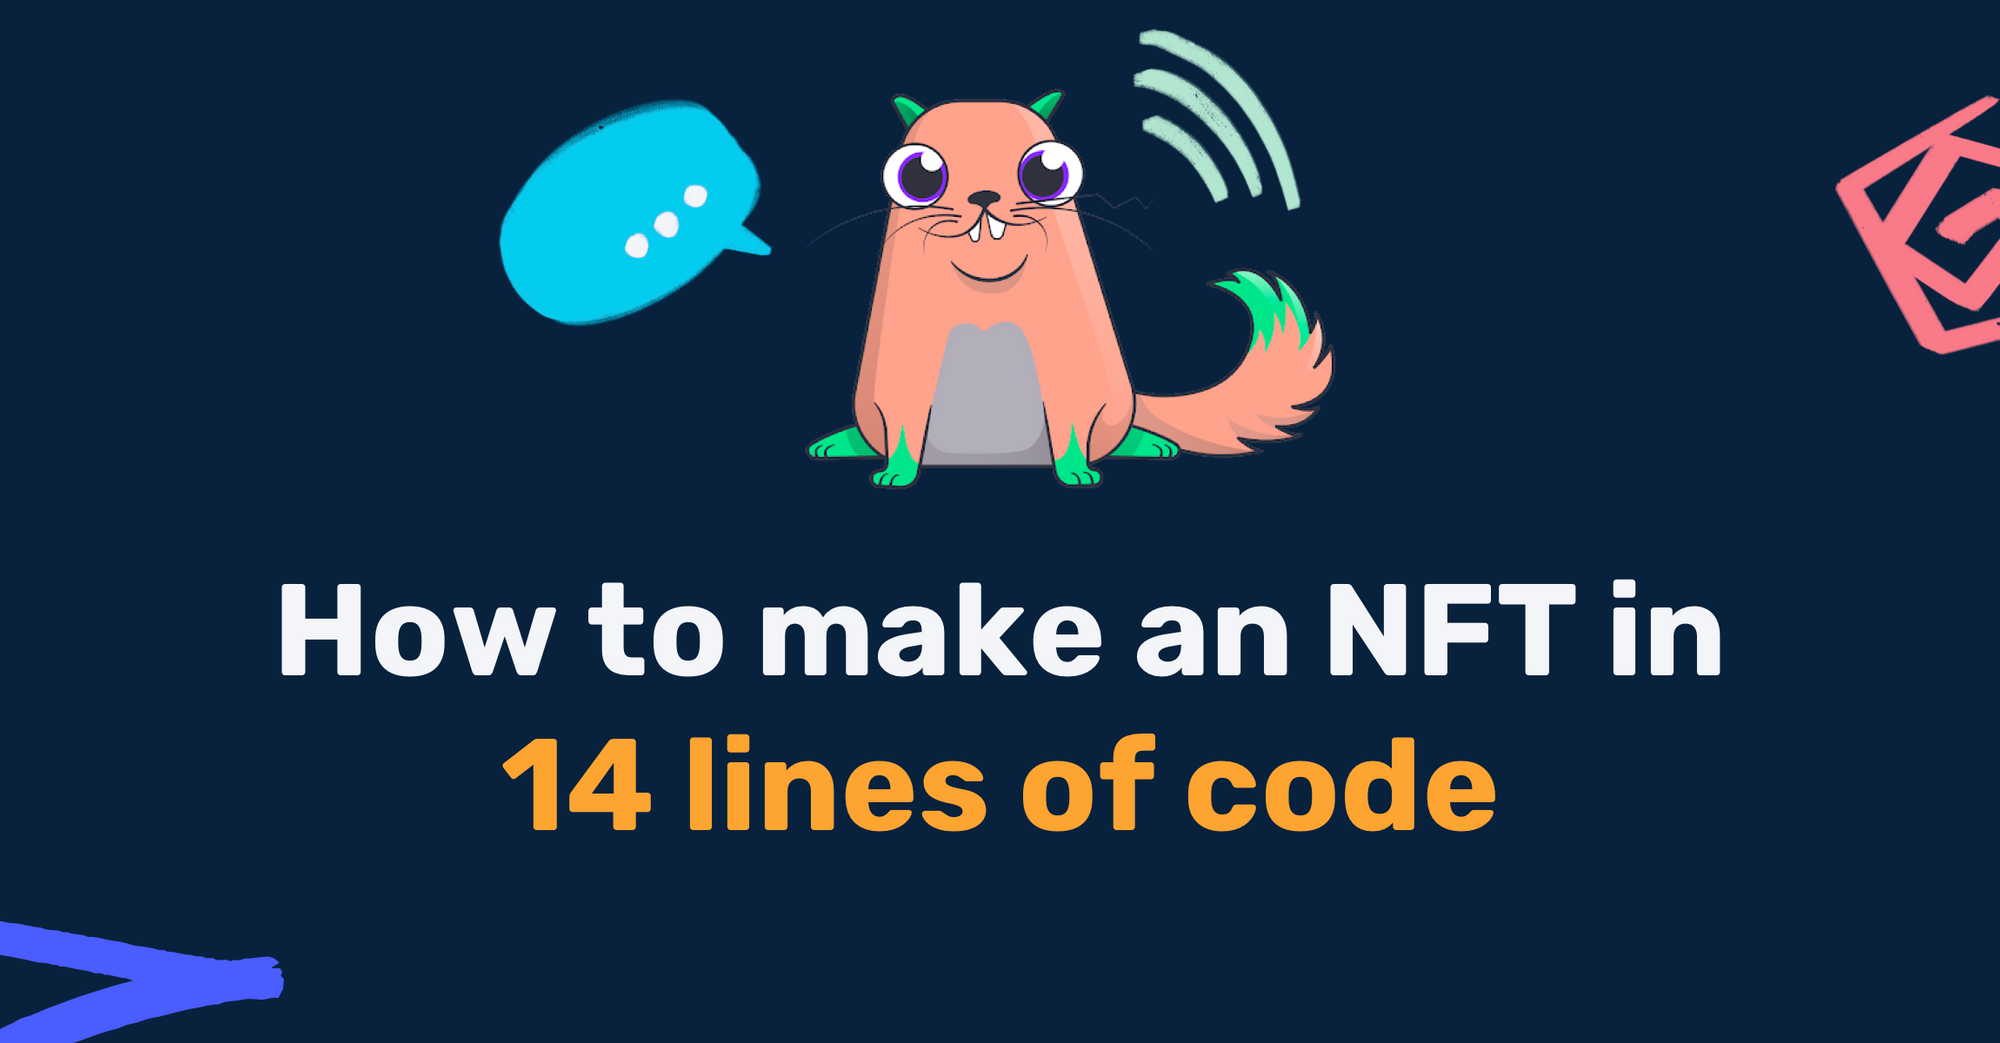 How to make an NFT in
14 lines of code